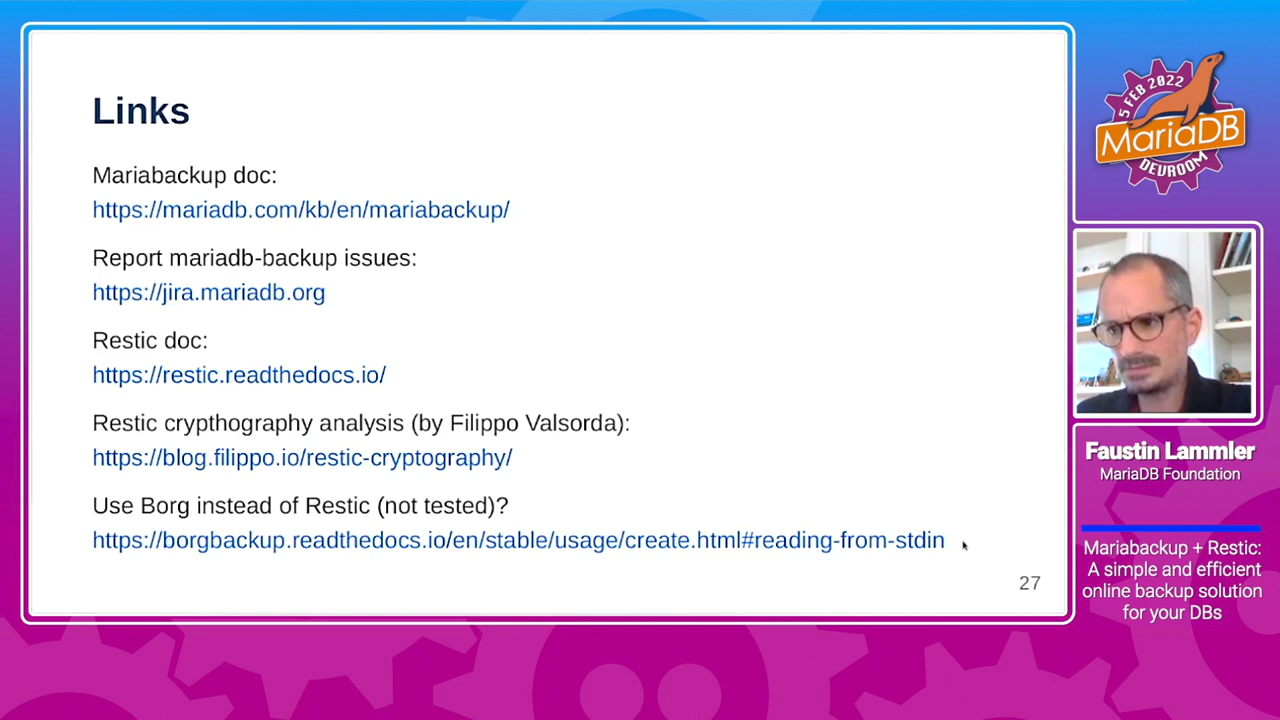 Links
Mariabackup doc:
https://mariadb.com/kb/en/mariabackup/
Report mariadb-backup issues:
https://jira.mariadb.org
Restic doc:
https://restic.readthedocs.io/
Restic crypthography analysis (by Filippo Valsorda):
https://blog.filippo.io/restic-cryptography/
Use Borg instead of Restic (not tested)?
https://borgbackup.readthedocs.io/en/stable/usage/create.html#reading-from-stdin
27
5 FEB 2022
MariaDB
DEVROOM
Faustin Lammler
MariaDB Foundation
Mariabackup + Restic:
A simple and efficient
online backup solution
for your DBs